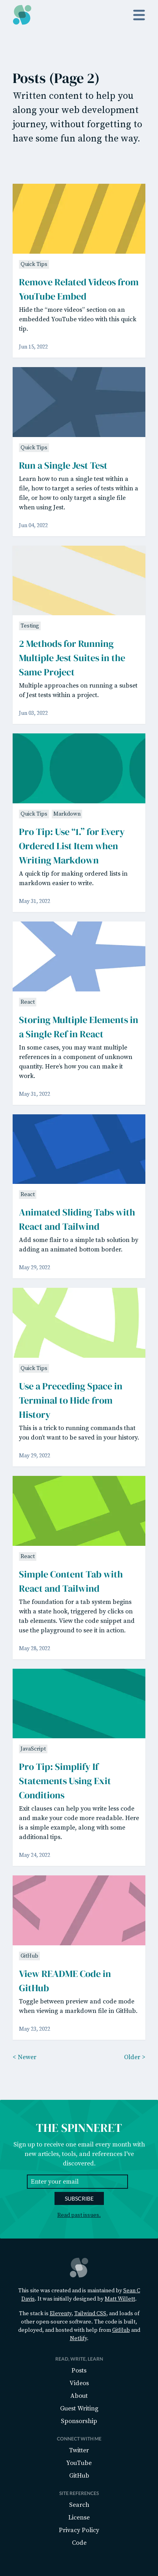 Posts (Page 2)
Written content to help you
along your web development
journey, without forgetting to
have some fun along the way.
Quick Tips
Remove Related Videos from
YouTube Embed
Hide the "more videos" section on an
embedded YouTube video with this quick
tip.
Jun 15, 2022
Quick Tips
Run a Single Jest Test
Learn how to run a single test within a
file, how to target a series of tests within a
file, or how to only target a single file
when using Jest.
Jun 04, 2022
Testing
2 Methods for Running
Multiple Jest Suites in the
Same Project
Multiple approaches on running a subset
of Jest tests within a project.
Jun 03, 2022
Quick Tips Markdown
Pro Tip: Use "1." for Every
Ordered List Item when
Writing Markdown
A quick tip for making ordered lists in
markdown easier to write.
May 31, 2022
React
Storing Multiple Elements in
a Single Ref in React
In some cases, you may want multiple
references in a component of unknown
quantity. Here's how you can make it
work.
May 31, 2022
React
Animated Sliding Tabs with
React and Tailwind
Add some flair to a simple tab solution by
adding an animated bottom border.
May 29, 2022
Quick Tips
Use a Preceding Space in
Terminal to Hide from
History
This is a trick to running commands that
you don't want to be saved in your history.
May 29, 2022
React
Simple Content Tab with
React and Tailwind
The foundation for a tab system begins
with a state hook, triggered by clicks on
tab elements. View the code snippet and
use the playground to see it in action.
May 28, 2022
JavaScript
Pro Tip: Simplify If
Statements Using Exit
Conditions
Exit clauses can help you write less code
and make your code more readable. Here
is a simple example, along with some
additional tips.
May 24, 2022
GitHub
View README Code in
GitHub
Toggle between preview and code mode
when viewing a markdown file in GitHub.
May 23, 2022
< Newer
Older >
THE SPINNERET
Sign up to receive one email every month with
new articles, tools, and references I've
discovered.
Enter your email
SUBSCRIBE
Read past issues.
This site was created and is maintained by Sean C
Davis. It was initially designed by Matt Willett.
The stack is Eleventy, Tailwind CSS, and loads of
other open source software. The code is built,
deployed, and hosted with help from GitHub and
Netlify.
READ, WRITE, LEARN
Posts
Videos
About
Guest Writing
Sponsorship
CONNECT WITH ME
Twitter
YouTube
GitHub
SITE REFERENCES
Search
License
Privacy Policy
Code